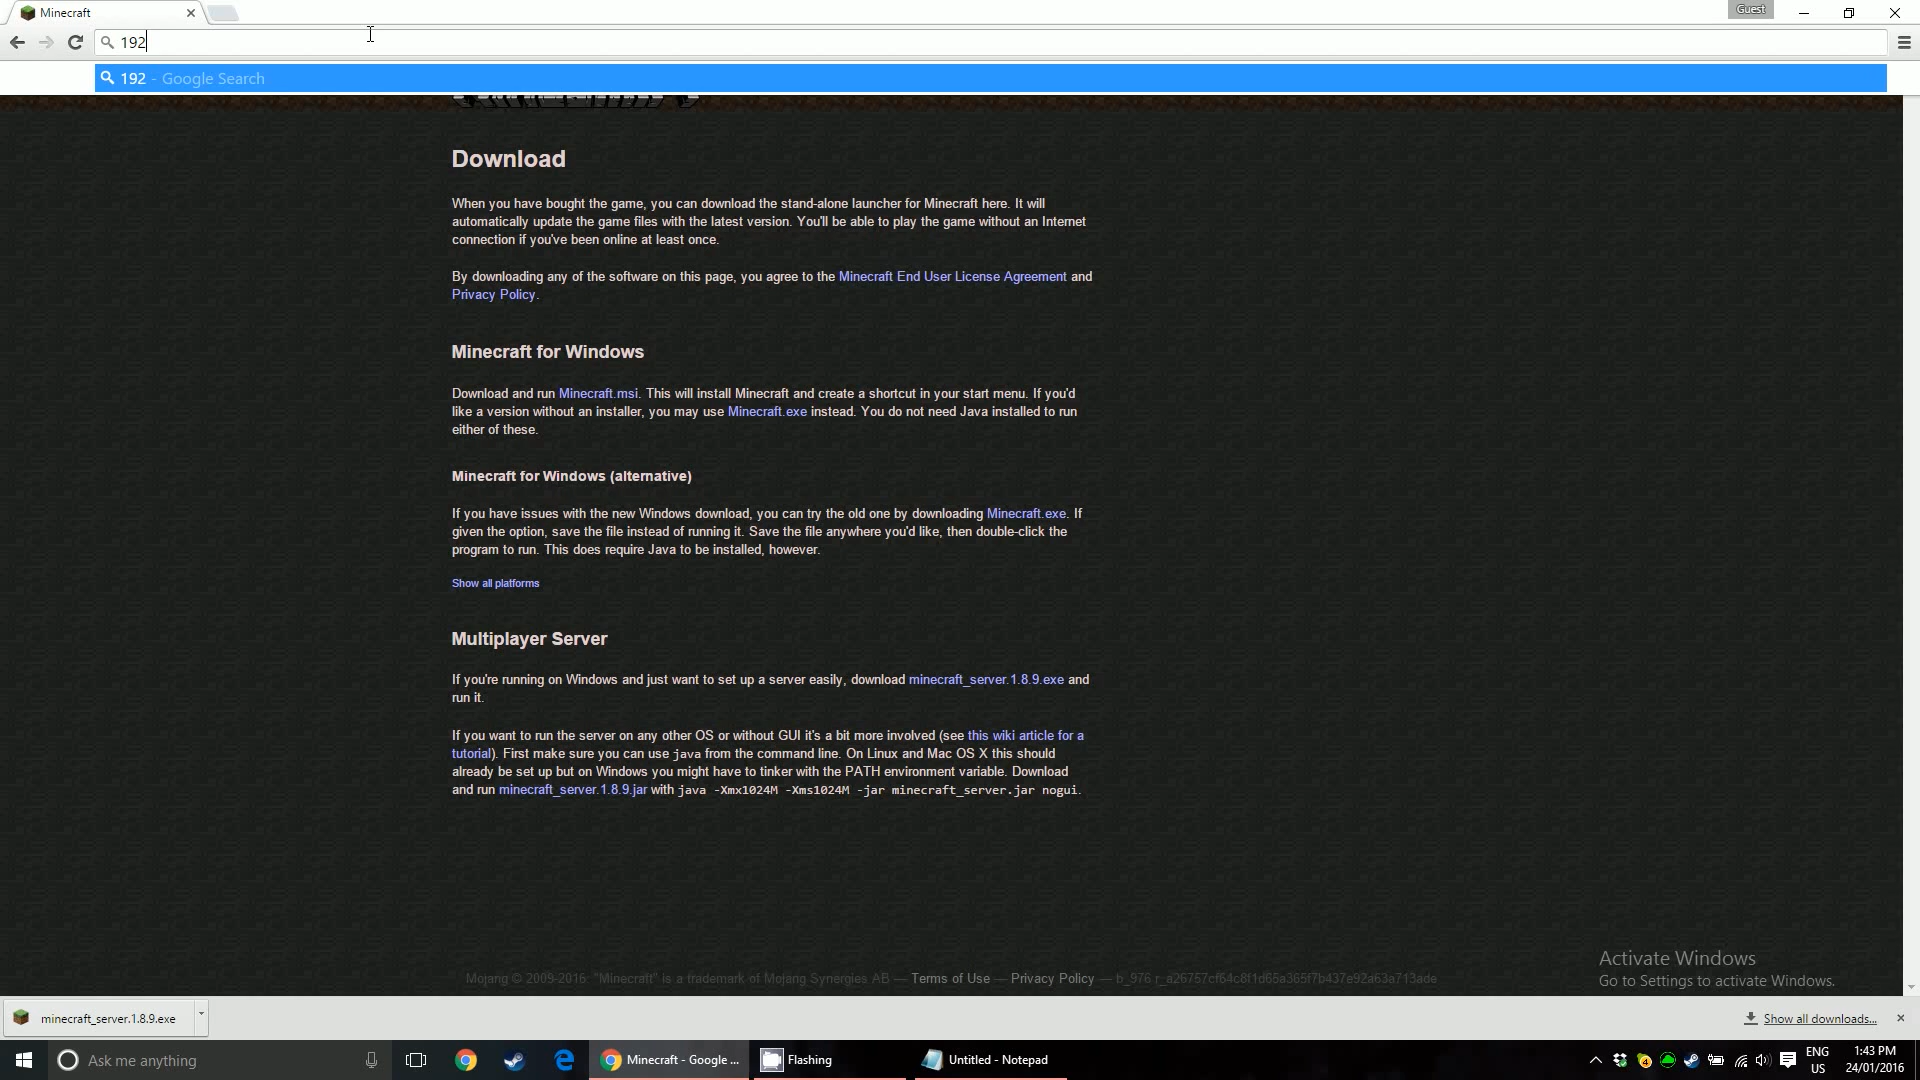 Minecraft
Guest
192
192 - Google Search
Download
When you have bought the game, you can download the stand-alone launcher for Minecraft here. It will
automatically update the game files with the latest version. You'll be able to play the game without an Internet
connection if you've been online at least once.
By downloading any of the software on this page, you agree to the Minecraft End User License Agreement and
Privacy Policy.
Minecraft for Windows
Download and run Minecraft.msi. This will install Minecraft and create a shortcut in your start menu. If you'd
like a version without an installer, you may use Minecraft.exe instead. You do not need Java installed to run
either of these.
Minecraft for Windows (alternative)
If you have issues with the new Windows download, you can try the old one by downloading Minecraft.exe. If
given the option, save the file instead of running it. Save the file anywhere you'd like, then double-click the
program to run. This does require Java to be installed, however.
Show all platforms
Multiplayer Server
If you're running on Windows and just want to set up a server easily, download minecraft_server.1.8.9.exe and
run it.
If you want to run the server on any other OS or without GUI it's a bit more involved (see this wiki article for a
tutorial). First make sure you can use java from the command line. On Linux and Mac OS X this should
already be set up but on Windows you might have to tinker with the PATH environment variable. Download
and run minecraft_server.1.8.9.jar with java -Xmx1024M -Xms1024M -jar minecraft_server.jar nogui.
Activate Windows
Go to Settings to activate Windows.
Mojang © 2009-2016. "Minecraft" is a trademark of Mojang Synergies AB — Terms of Use — Privacy Policy — b_976
minecraft_server.1.8.9.exe
Show all downloads...
Ask me anything
Minecraft - Google ...
Flashing
Untitled - Notepad
ENG
US
1:43 PM
24/01/2016